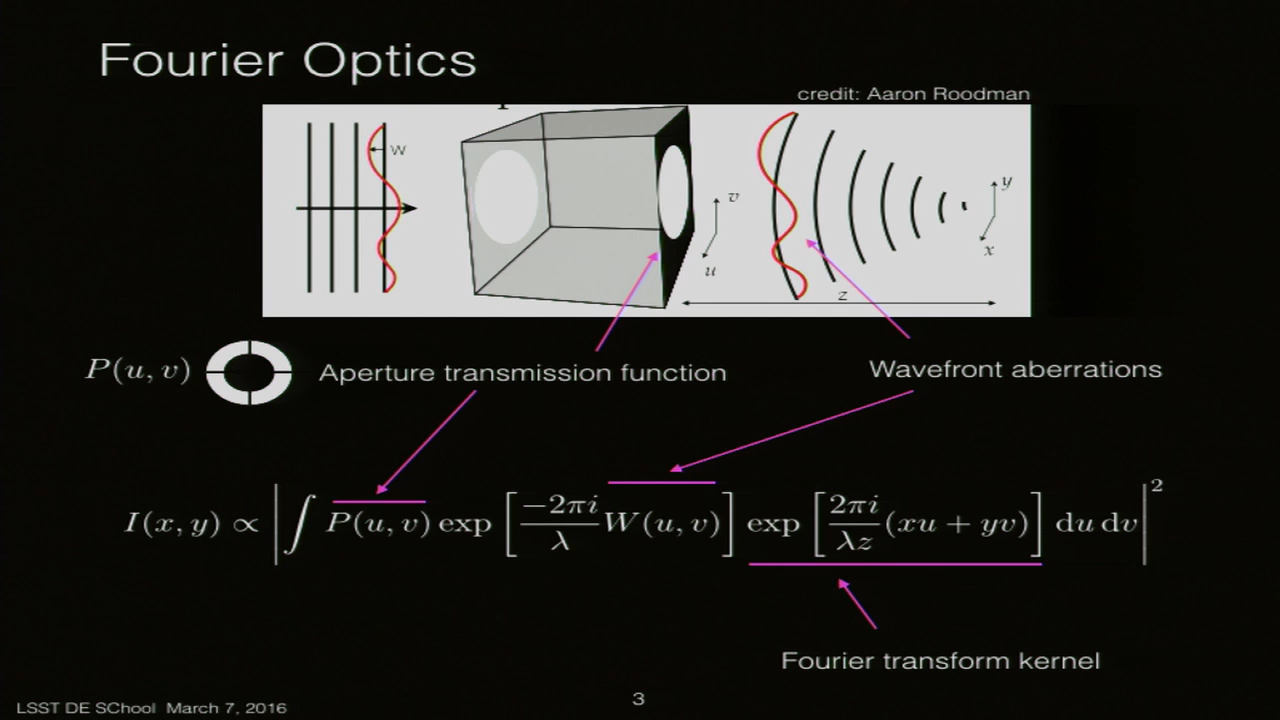 Fourier Optics
credit: Aaron Roodman
W
v
u
y
x
z
P(u, v)
Aperture transmission function
Wavefront aberrations
I(x, y) ∝ | ∫ P(u, v) exp [ −2πi / λ W(u, v) ] exp [ 2πi / λz (xu + yv) ] du dv |²
Fourier transform kernel
LSST DE SChool March 7, 2016
3